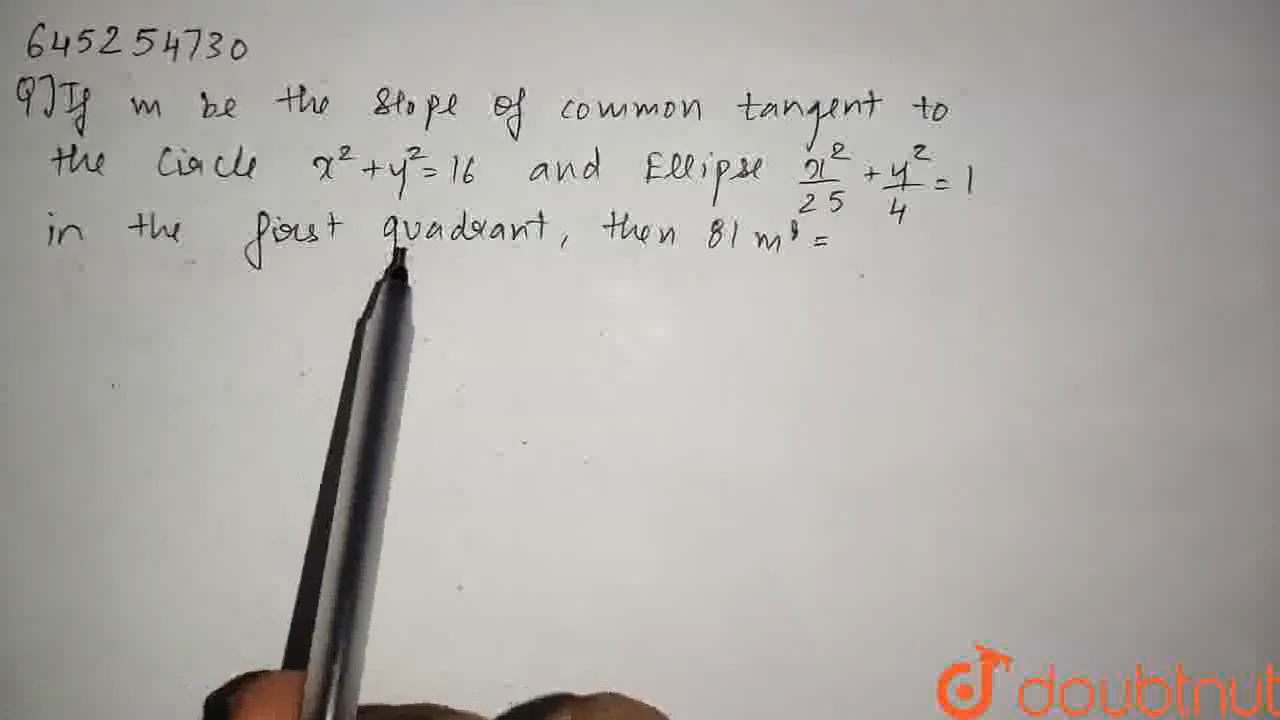 645254730
Q) If m be the slope of common tangent to
the circle x² + y² = 16 and Ellipse x²/25 + y²/4 = 1
in the first quadrant, then 81 m⁸ =
doubtnut